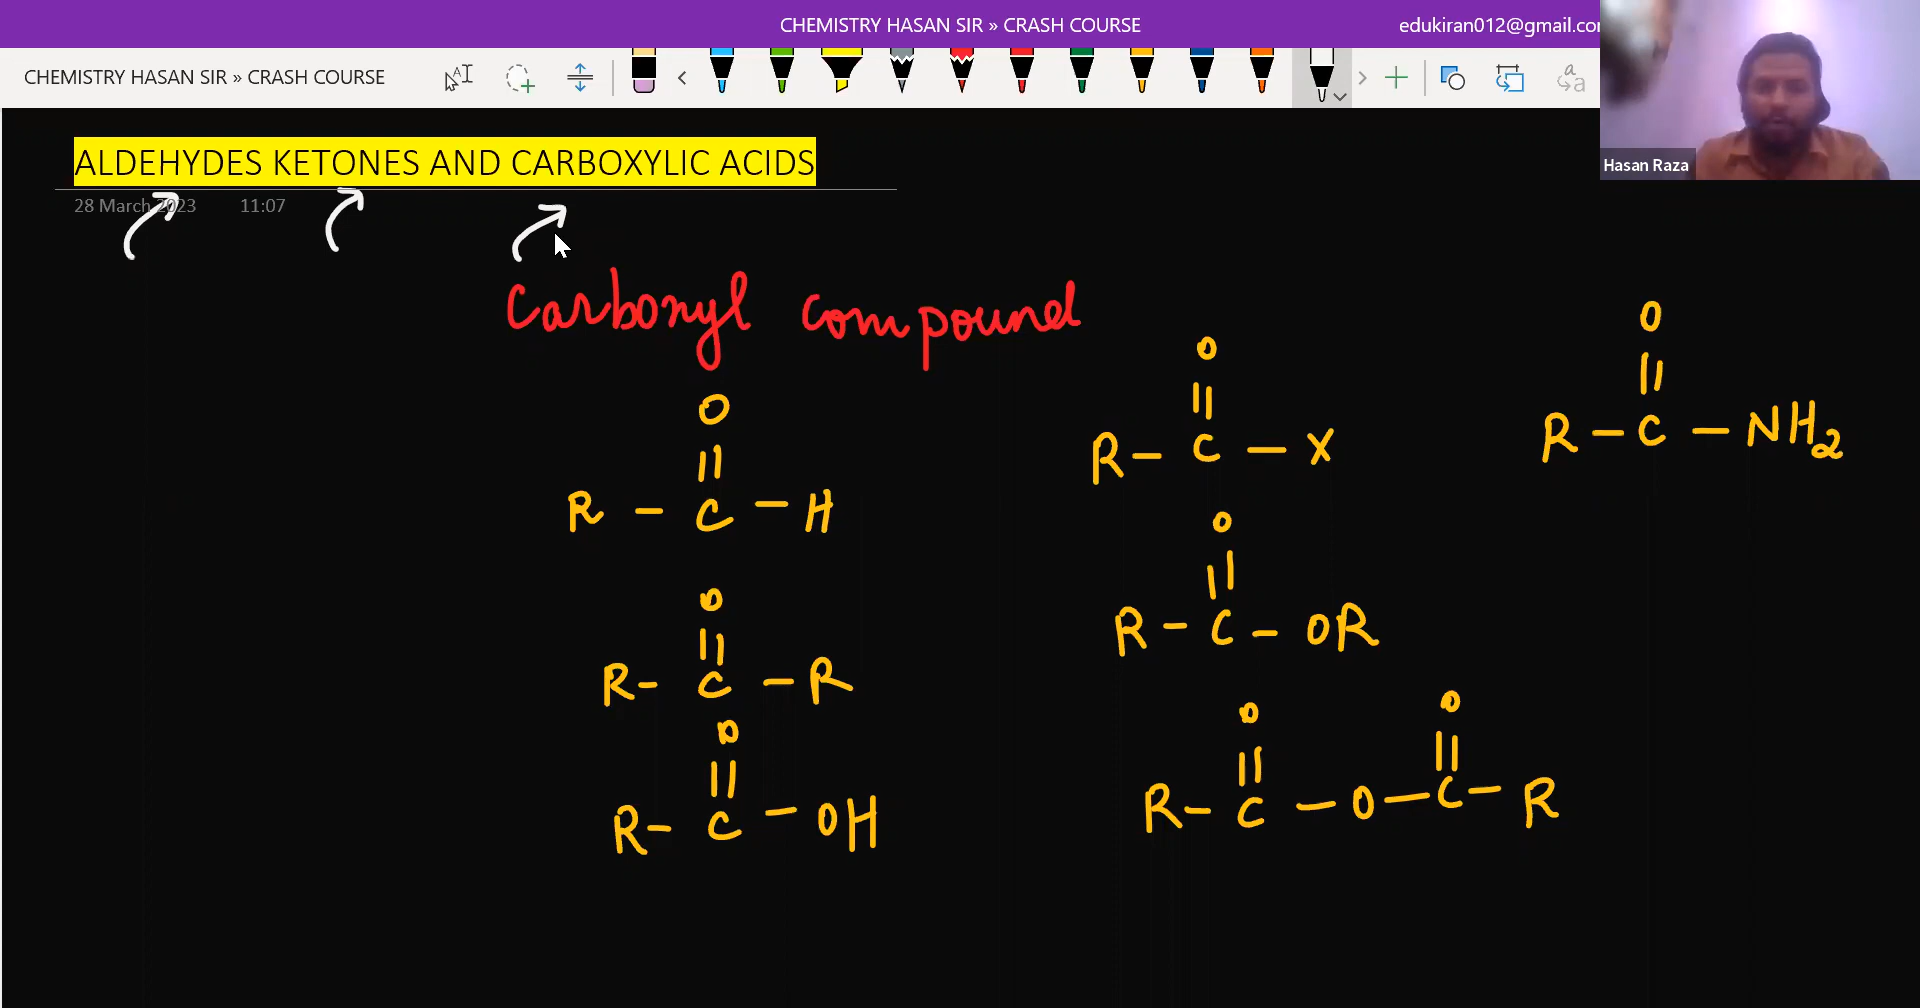 CHEMISTRY HASAN SIR » CRASH COURSE
edukiran012@gmail.co
CHEMISTRY HASAN SIR » CRASH COURSE
Hasan Raza
ALDEHYDES KETONES AND CARBOXYLIC ACIDS
28 March 2023 11:07
Carbonyl compound
O
||
R - C - H
O
||
R - C - R
O
||
R - C - OH
O
||
R - C - X
O
||
R - C - OR
O O
|| ||
R - C - O - C - R
O
||
R - C - NH2